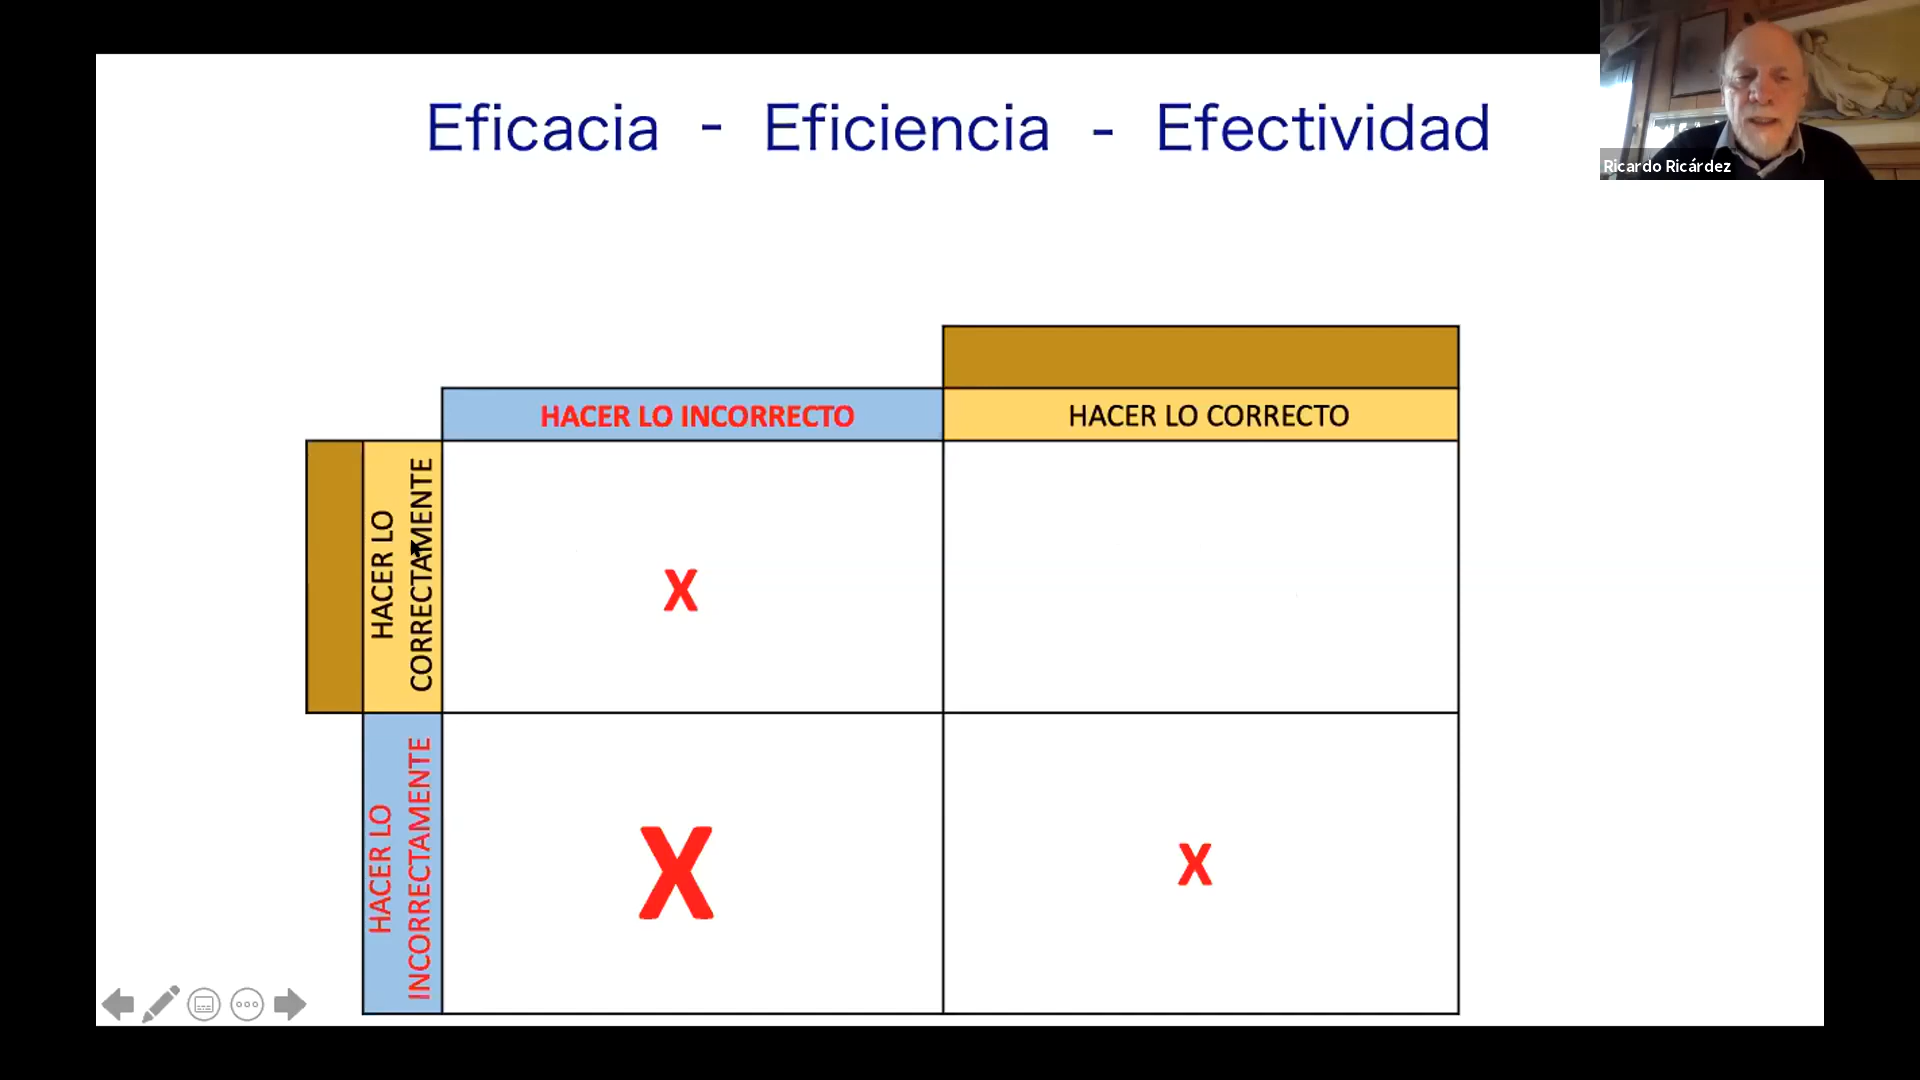 Eficacia - Eficiencia - Efectividad
Ricardo Ricárdez
HACER LO INCORRECTO
HACER LO CORRECTO
HACER LO
CORRECTAMENTE
X
HACER LO
INCORRECTAMENTE
X
X